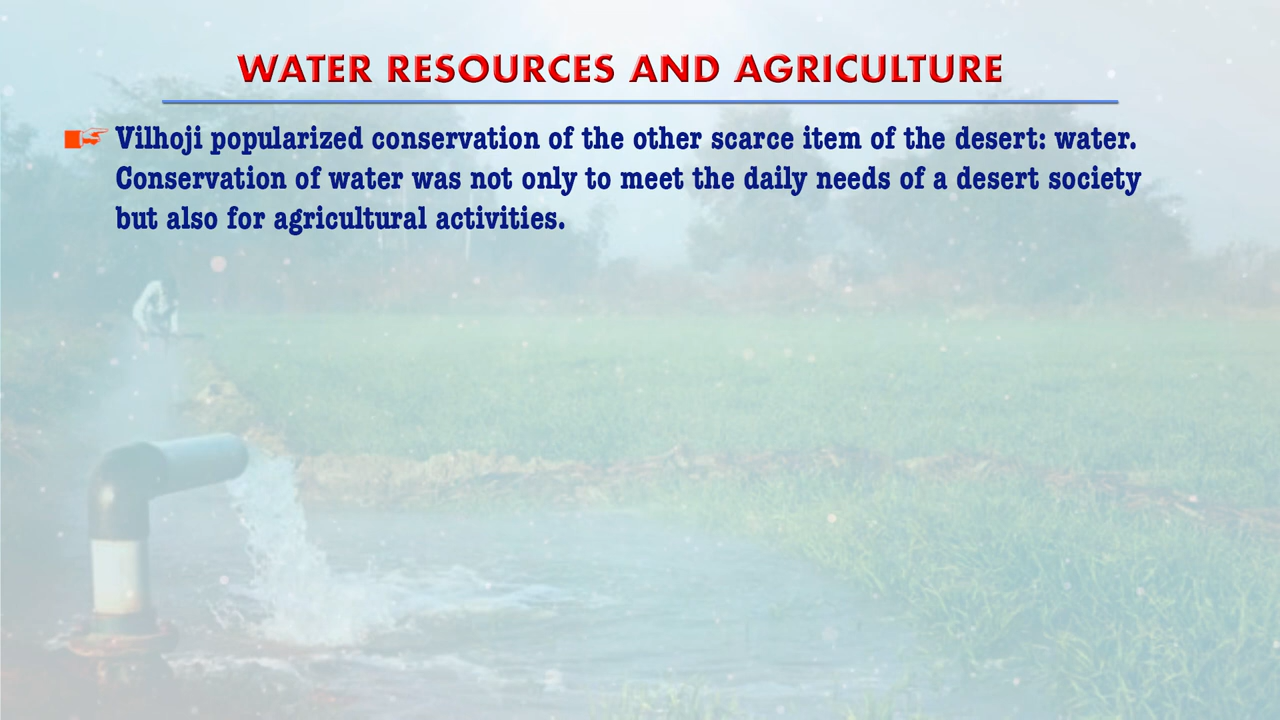 WATER RESOURCES AND AGRICULTURE
Vilhoji popularized conservation of the other scarce item of the desert: water.
Conservation of water was not only to meet the daily needs of a desert society
but also for agricultural activities.